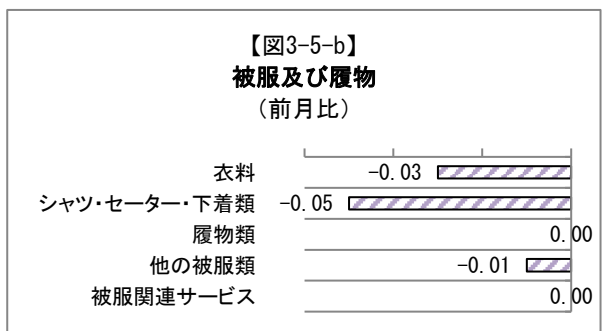 【図3-5-b】
被服及び履物
（前月比）
衣料 -0.03
シャツ・セーター・下着類 -0.05
履物類 0.00
他の被服類 -0.01
被服関連サービス 0.00